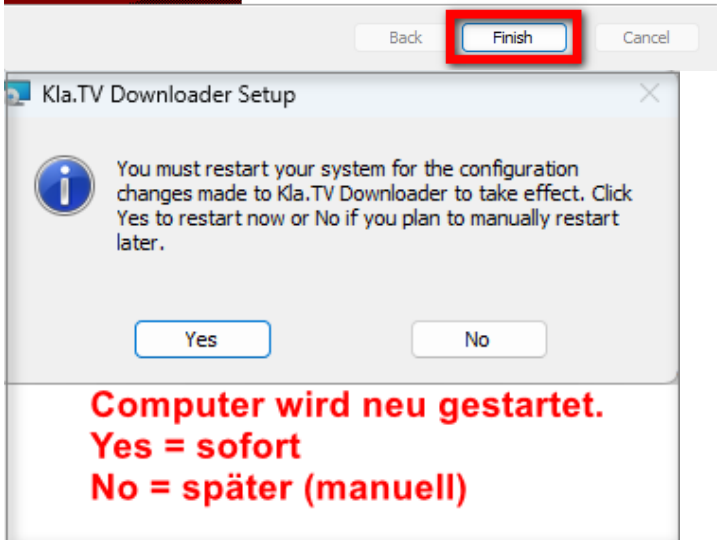 Back Finish Cancel
Kla.TV Downloader Setup
You must restart your system for the configuration
changes made to Kla.TV Downloader to take effect. Click
Yes to restart now or No if you plan to manually restart
later.
Yes No
Computer wird neu gestartet.
Yes = sofort
No = später (manuell)